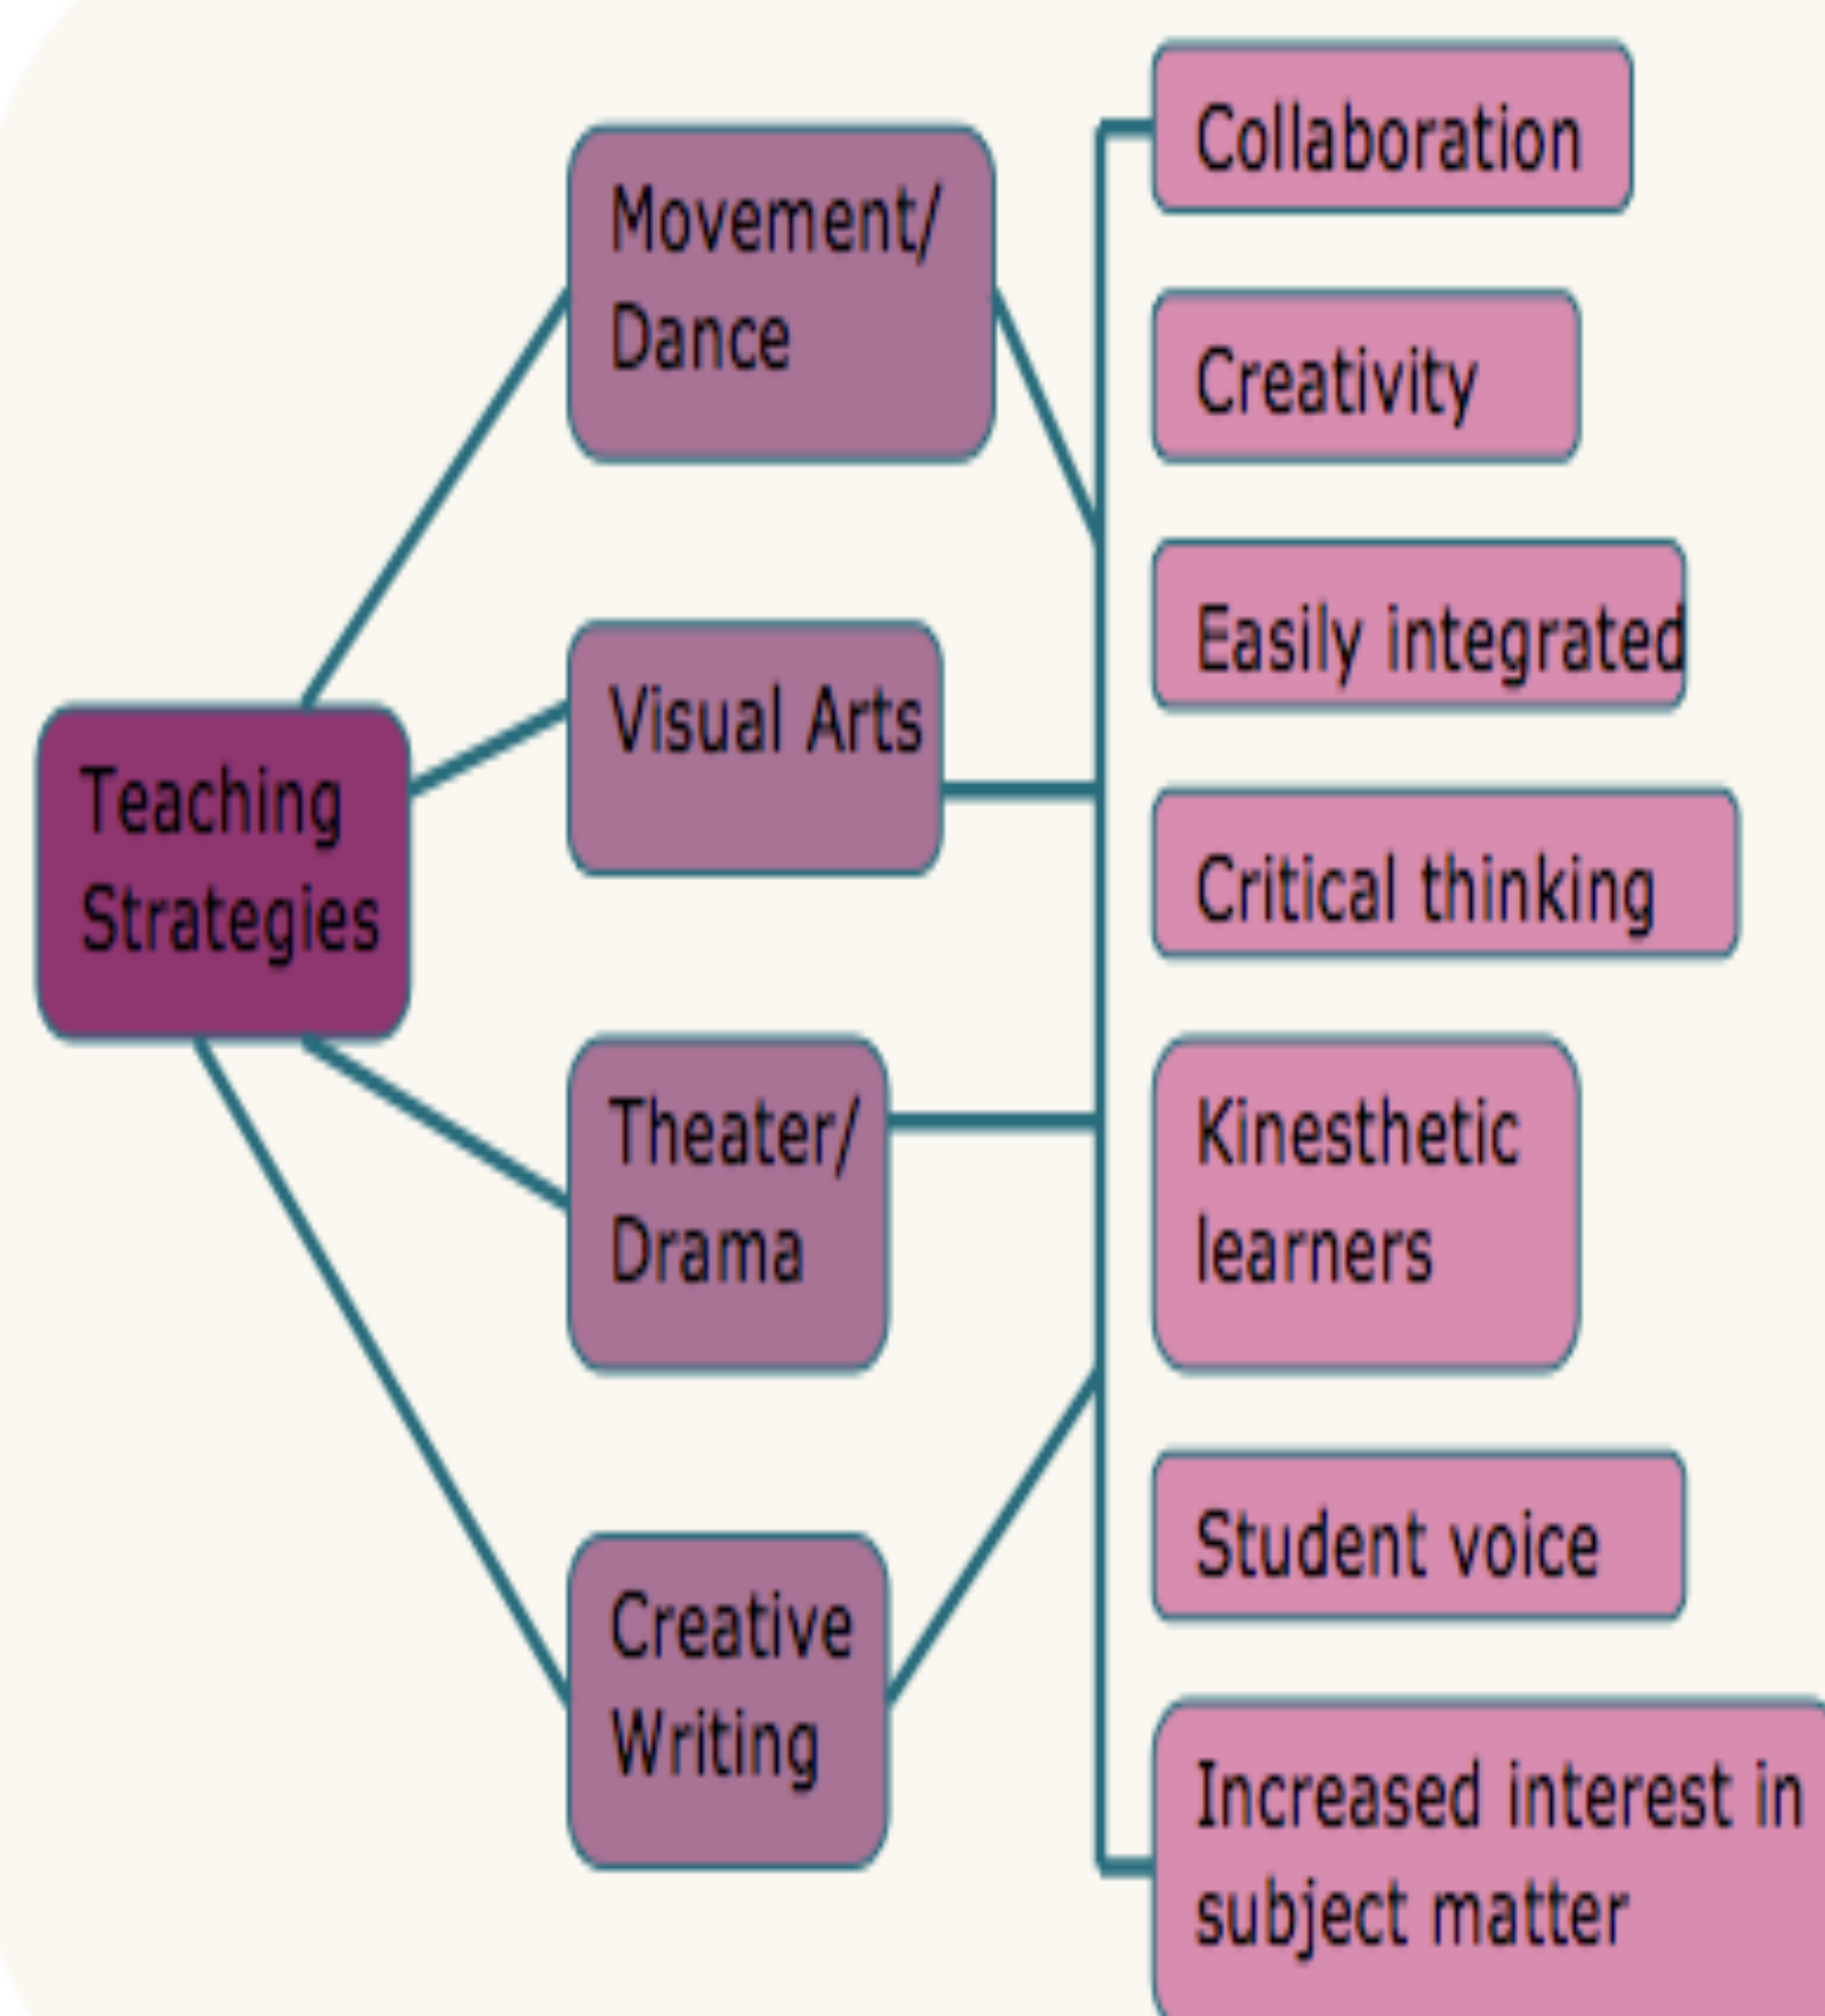 Teaching
Strategies
Movement/
Dance
Visual Arts
Theater/
Drama
Creative
Writing
Collaboration
Creativity
Easily integrated
Critical thinking
Kinesthetic
learners
Student voice
Increased interest in
subject matter